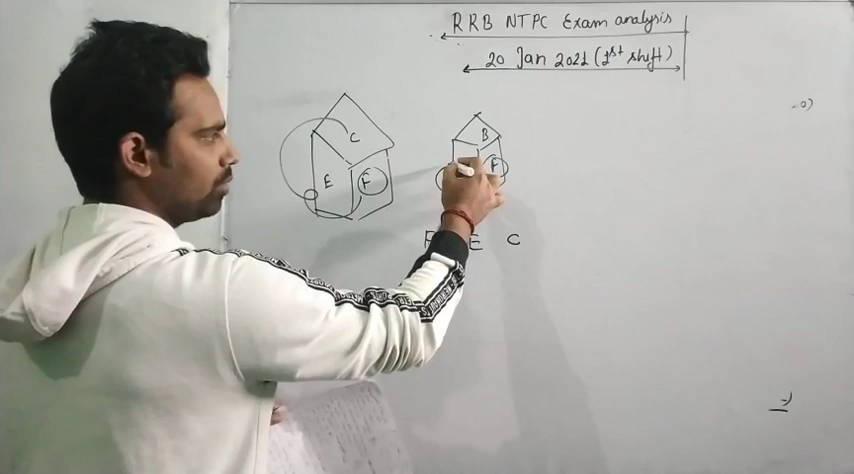 RRB NTPC Exam analysis
20 Jan 2021 (1st shift)
C
E
F
B
F
F E C